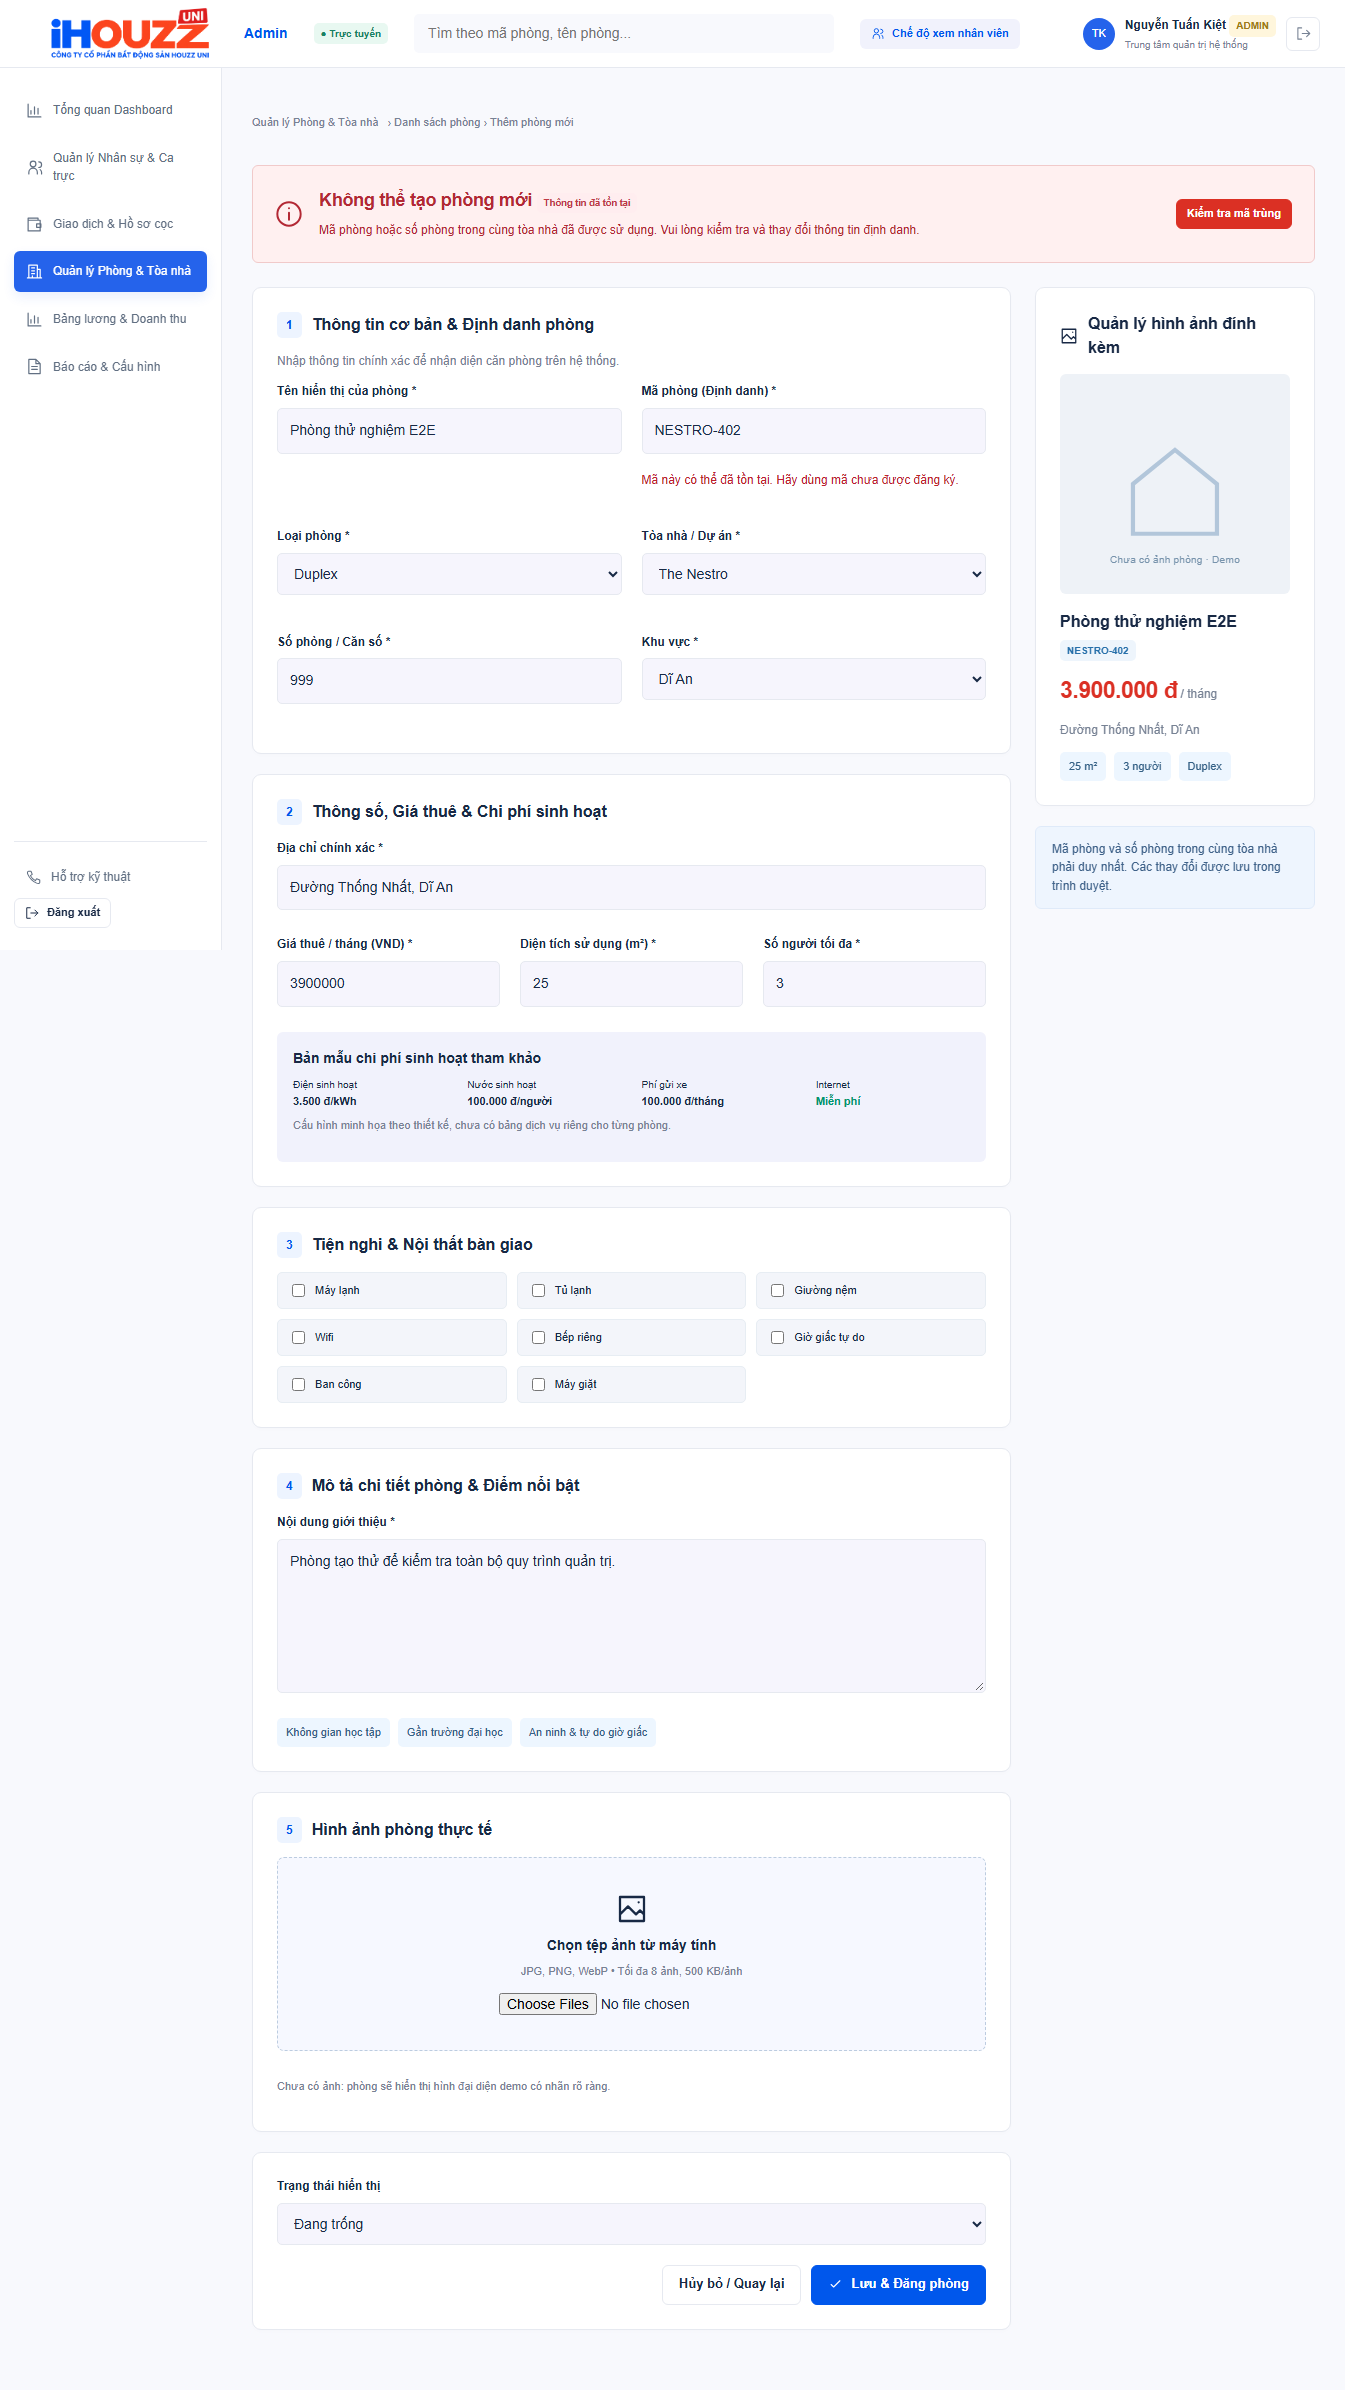 iHOUZZ UNI
CÔNG TY CỔ PHẦN BẤT ĐỘNG SẢN HOUZZ UNI
Admin
● Trực tuyến
Tìm theo mã phòng, tên phòng...
Chế độ xem nhân viên
TK
Nguyễn Tuấn Kiệt ADMIN
Trung tâm quản trị hệ thống
Tổng quan Dashboard
Quản lý Nhân sự & Ca
trực
Giao dịch & Hồ sơ cọc
Quản lý Phòng & Tòa nhà
Bảng lương & Doanh thu
Báo cáo & Cấu hình
Hỗ trợ kỹ thuật
Đăng xuất
Quản lý Phòng & Tòa nhà › Danh sách phòng › Thêm phòng mới
Không thể tạo phòng mới Thông tin đã tồn tại
Mã phòng hoặc số phòng trong cùng tòa nhà đã được sử dụng. Vui lòng kiểm tra và thay đổi thông tin định danh.
Kiểm tra mã trùng
1 Thông tin cơ bản & Định danh phòng
Nhập thông tin chính xác để nhận diện căn phòng trên hệ thống.
Tên hiển thị của phòng *
Phòng thử nghiệm E2E
Mã phòng (Định danh) *
NESTRO-402
Mã này có thể đã tồn tại. Hãy dùng mã chưa được đăng ký.
Loại phòng *
Duplex
Tòa nhà / Dự án *
The Nestro
Số phòng / Căn số *
999
Khu vực *
Dĩ An
2 Thông số, Giá thuê & Chi phí sinh hoạt
Địa chỉ chính xác *
Đường Thống Nhất, Dĩ An
Giá thuê / tháng (VND) *
3900000
Diện tích sử dụng (m²) *
25
Số người tối đa *
3
Bản mẫu chi phí sinh hoạt tham khảo
Điện sinh hoạt
3.500 đ/kWh
Nước sinh hoạt
100.000 đ/người
Phí gửi xe
100.000 đ/tháng
Internet
Miễn phí
Cấu hình minh họa theo thiết kế, chưa có bảng dịch vụ riêng cho từng phòng.
3 Tiện nghi & Nội thất bàn giao
Máy lạnh
Tủ lạnh
Giường nệm
Wifi
Bếp riêng
Giờ giấc tự do
Ban công
Máy giặt
4 Mô tả chi tiết phòng & Điểm nổi bật
Nội dung giới thiệu *
Phòng tạo thử để kiểm tra toàn bộ quy trình quản trị.
Không gian học tập
Gần trường đại học
An ninh & tự do giờ giấc
5 Hình ảnh phòng thực tế
Chọn tệp ảnh từ máy tính
JPG, PNG, WebP • Tối đa 8 ảnh, 500 KB/ảnh
Choose Files No file chosen
Chưa có ảnh: phòng sẽ hiển thị hình đại diện demo có nhãn rõ ràng.
Trạng thái hiển thị
Đang trống
Hủy bỏ / Quay lại
Lưu & Đăng phòng
Quản lý hình ảnh đính
kèm
Chưa có ảnh phòng · Demo
Phòng thử nghiệm E2E
NESTRO-402
3.900.000 đ / tháng
Đường Thống Nhất, Dĩ An
25 m²
3 người
Duplex
Mã phòng và số phòng trong cùng tòa nhà
phải duy nhất. Các thay đổi được lưu trong
trình duyệt.